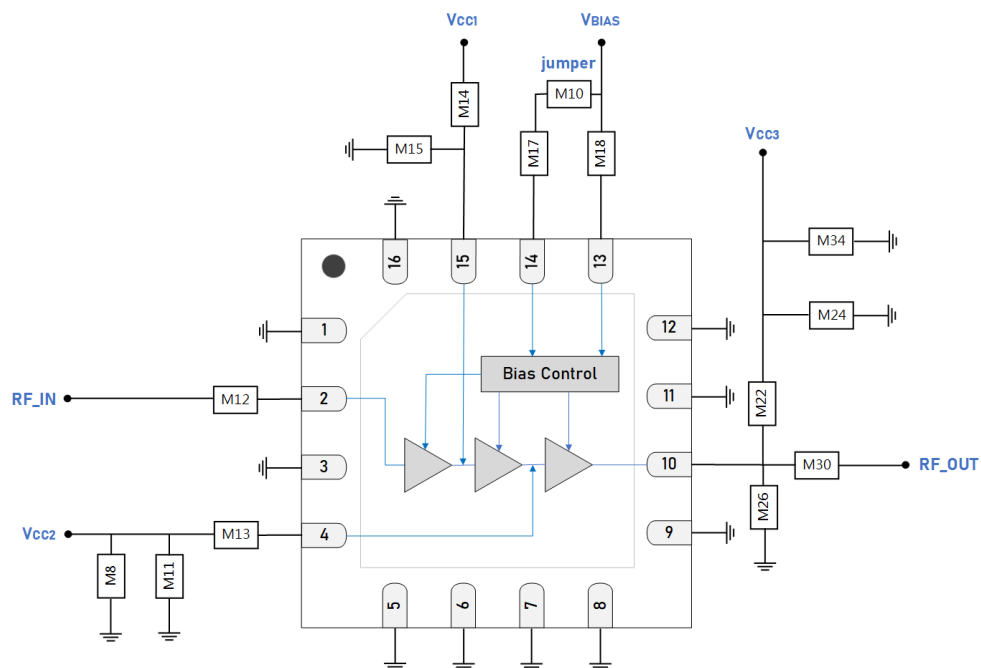 VCC1
VBIAS
jumper
M10
M14
M15
M17
M18
VCC3
M34
M24
16
15
14
13
1
12
Bias Control
RF_IN
M12
2
11
M22
3
10
M30
RF_OUT
M26
VCC2
M13
4
9
M8
M11
5
6
7
8